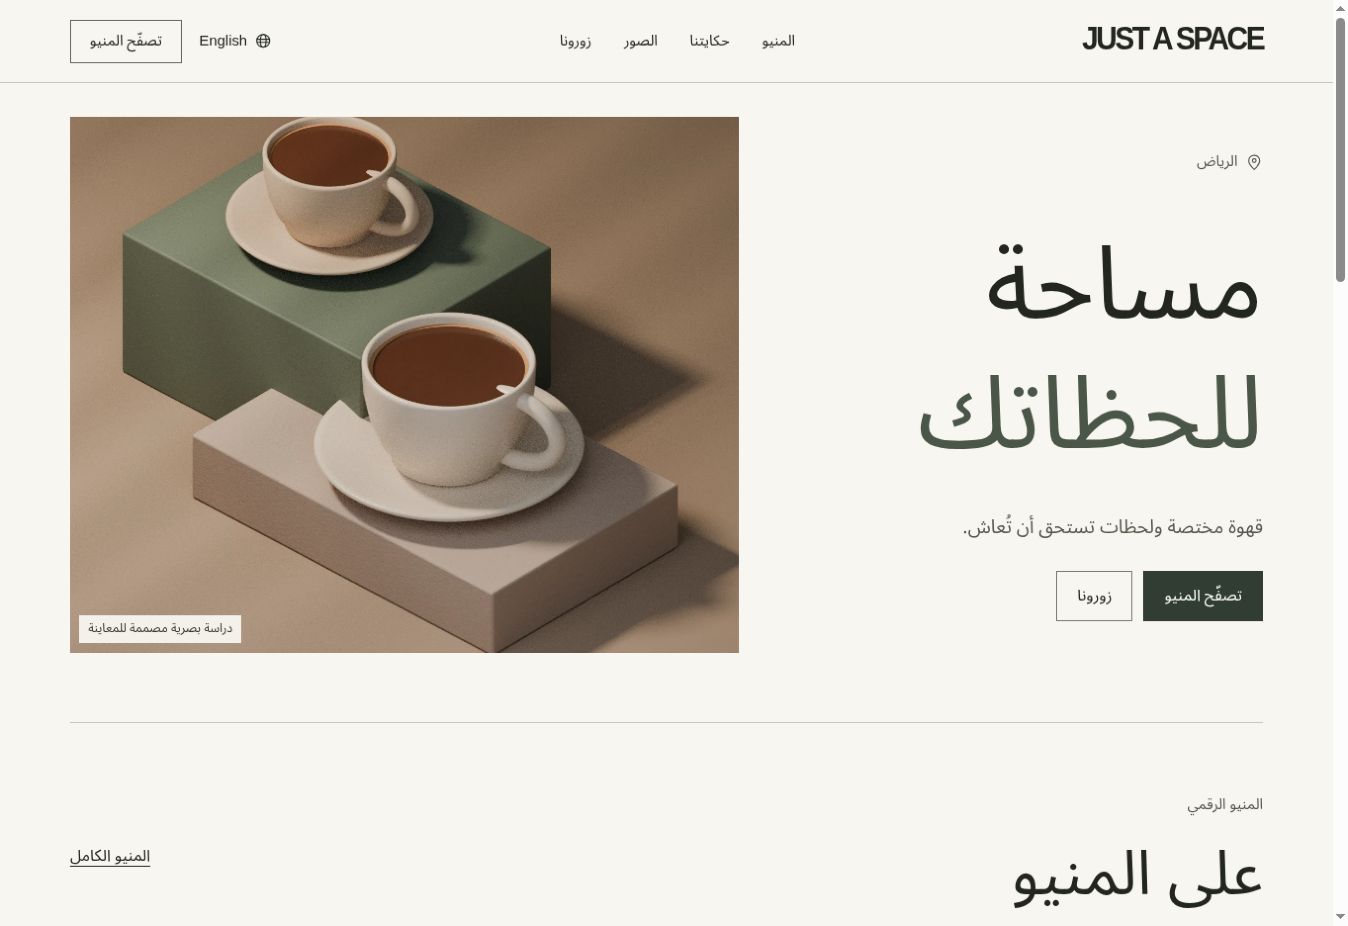 JUST A SPACE
المنيو
حكايتنا
الصور
زورونا
English
تصفّح المنيو
الرياض
مساحة
للحظاتك
قهوة مختصة ولحظات تستحق أن تُعاش.
تصفّح المنيو
زورونا
دراسة بصرية مصممة للمعاينة
المنيو الرقمي
على المنيو
المنيو الكامل